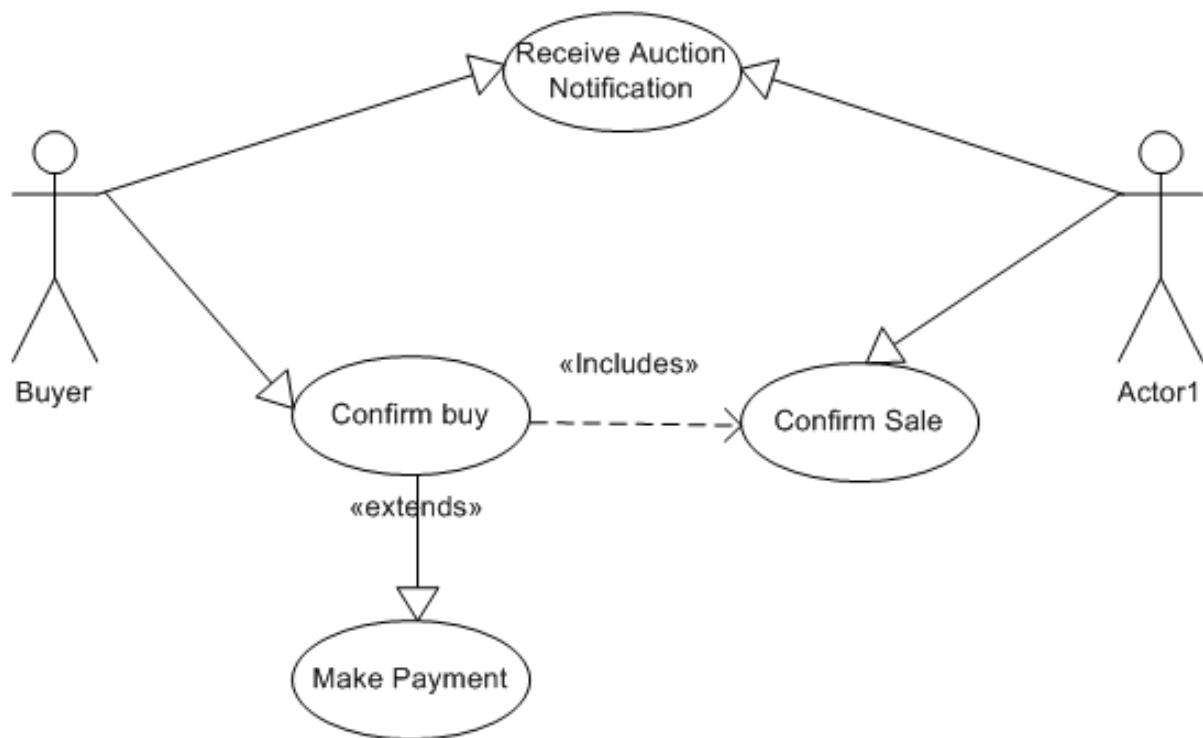 Receive Auction
Notification
Buyer
Actor1
«Includes»
Confirm buy
Confirm Sale
«extends»
Make Payment